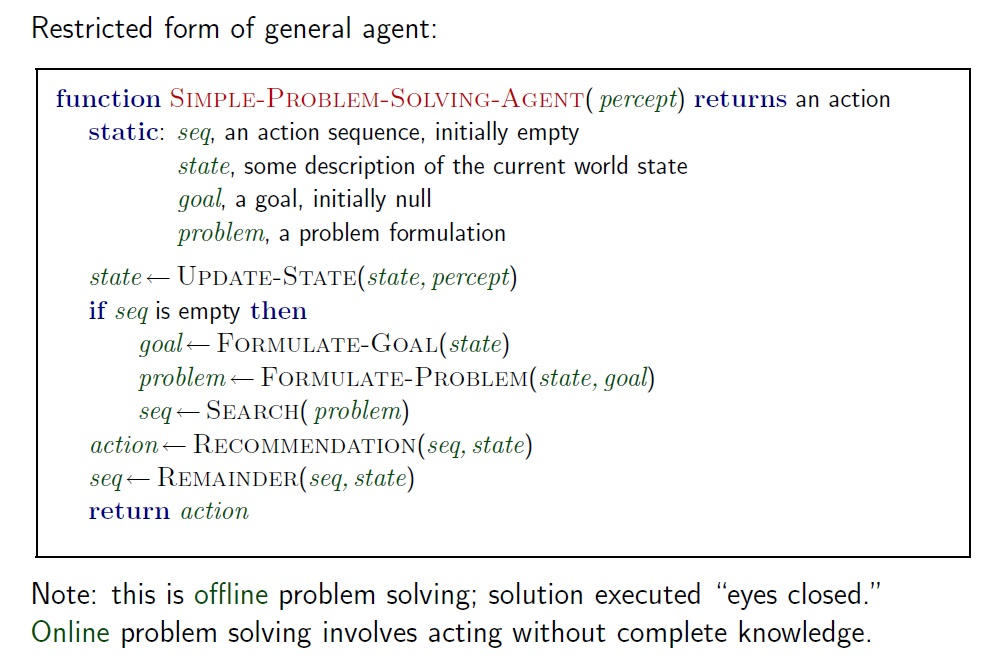 Restricted form of general agent:
function SIMPLE-PROBLEM-SOLVING-AGENT( percept) returns an action
static: seq, an action sequence, initially empty
state, some description of the current world state
goal, a goal, initially null
problem, a problem formulation
state ← UPDATE-STATE(state, percept)
if seq is empty then
goal ← FORMULATE-GOAL(state)
problem ← FORMULATE-PROBLEM(state, goal)
seq ← SEARCH( problem)
action ← RECOMMENDATION(seq, state)
seq ← REMAINDER(seq, state)
return action
Note: this is offline problem solving; solution executed “eyes closed.”
Online problem solving involves acting without complete knowledge.